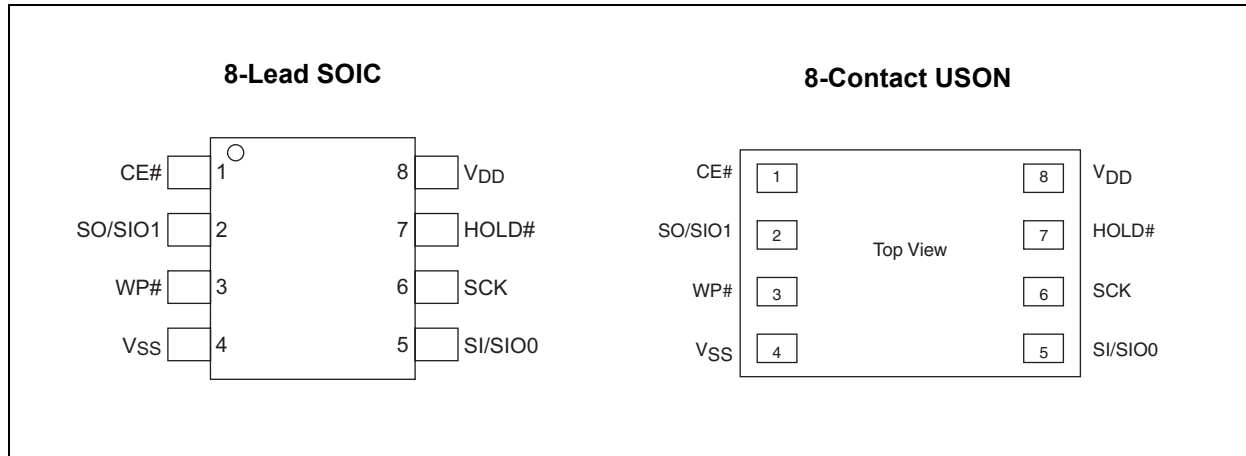 8-Lead SOIC
CE# 1 8 VDD
SO/SIO1 2 7 HOLD#
WP# 3 6 SCK
VSS 4 5 SI/SIO0
8-Contact USON
CE# 1 8 VDD
SO/SIO1 2 7 HOLD#
Top View
WP# 3 6 SCK
VSS 4 5 SI/SIO0